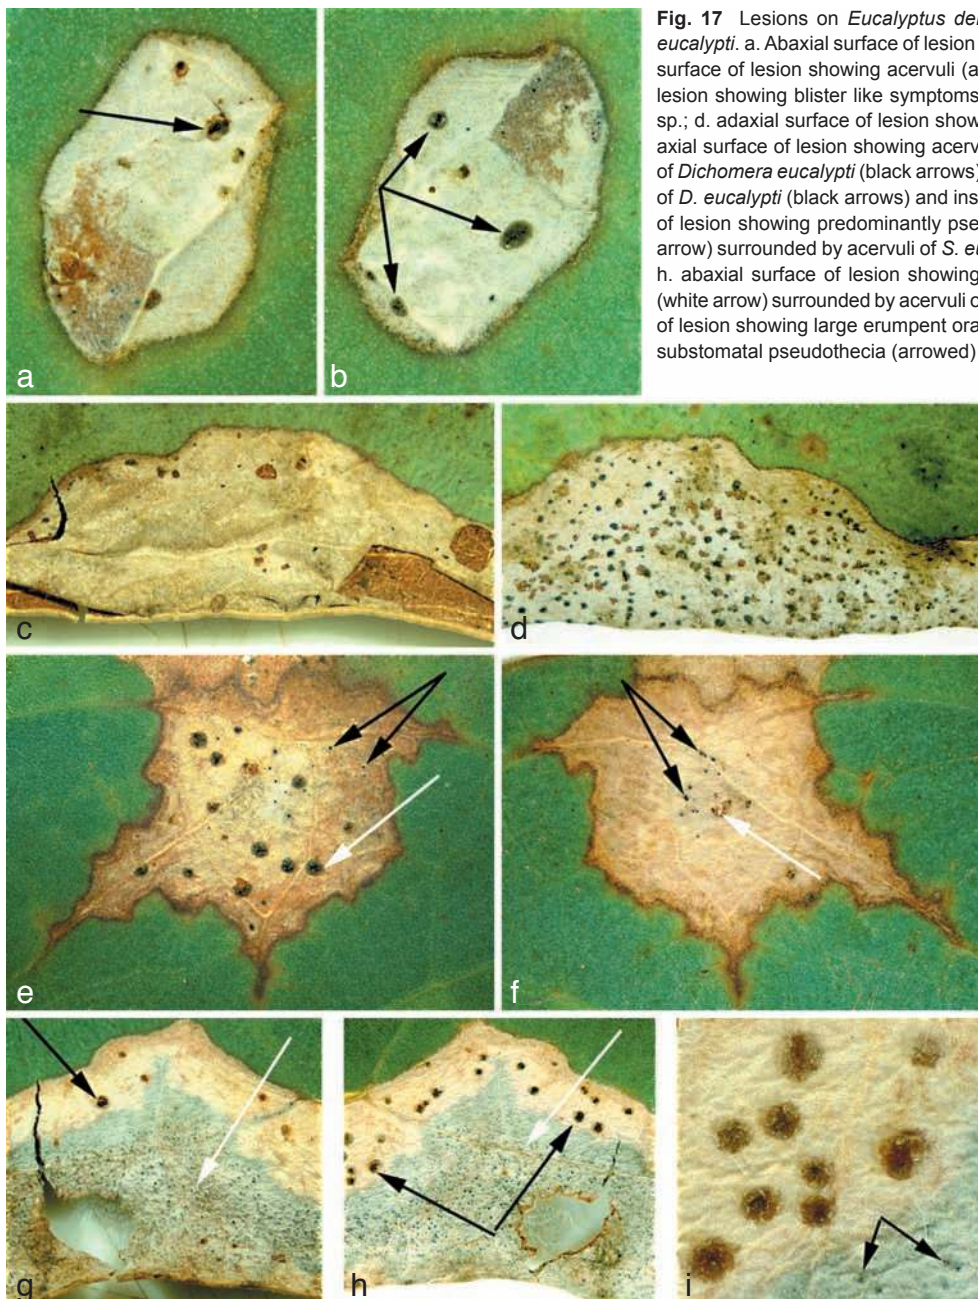 Fig. 17 Lesions on Eucalyptus del
eucalypti. a. Abaxial surface of lesion
surface of lesion showing acervuli (a
lesion showing blister like symptoms
sp.; d. adaxial surface of lesion show
axial surface of lesion showing acerv
of Dichomera eucalypti (black arrows)
of D. eucalypti (black arrows) and ins
of lesion showing predominantly pse
arrow) surrounded by acervuli of S. eu
h. abaxial surface of lesion showing
(white arrow) surrounded by acervuli o
of lesion showing large erumpent ora
substomatal pseudothecia (arrowed)
a
b
c
d
e
f
g
h
i